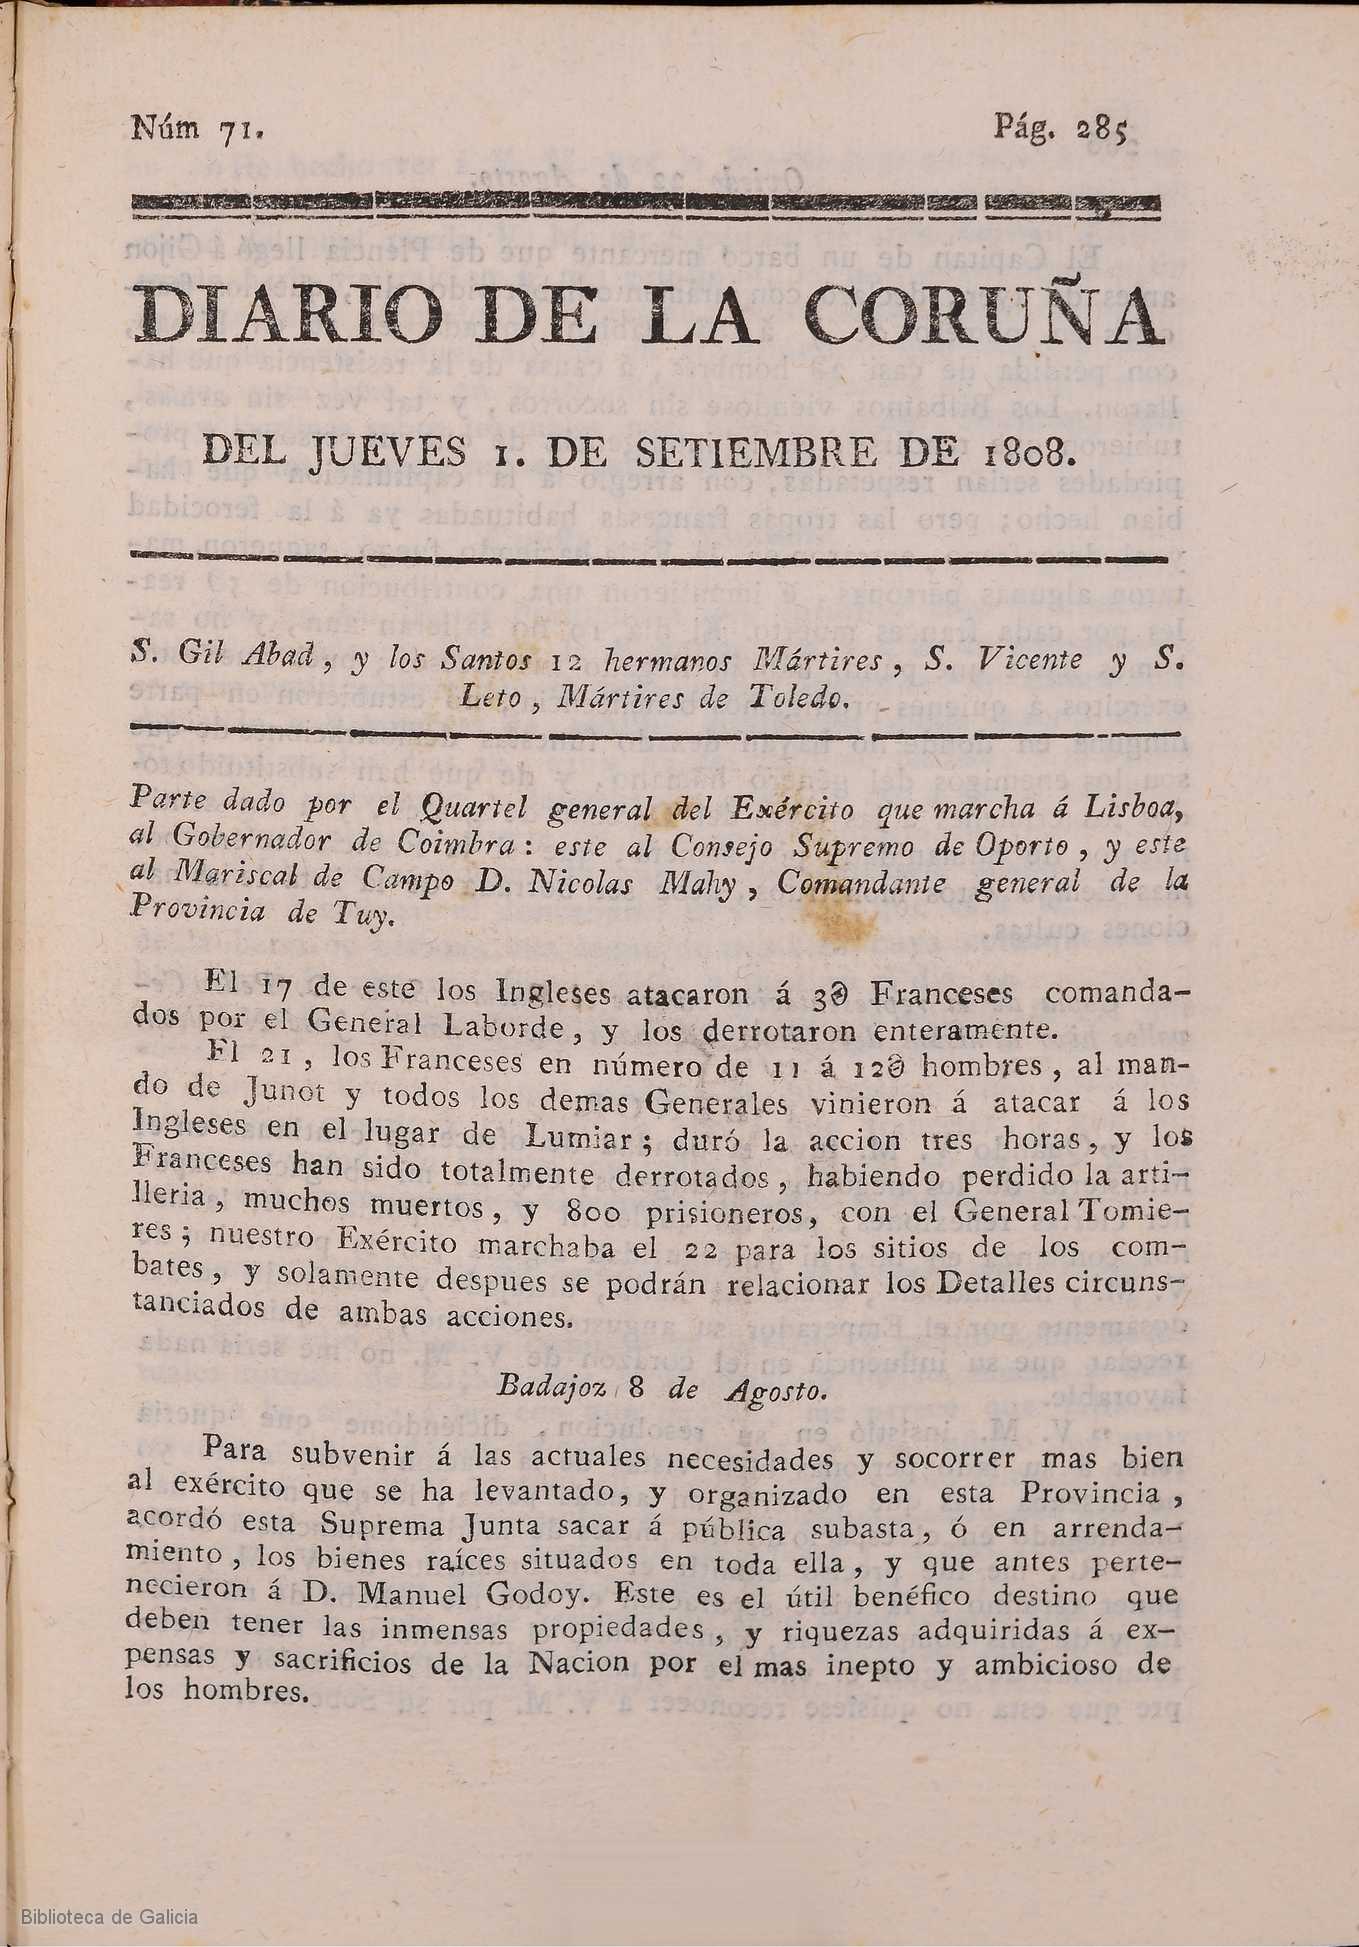 Núm 71. Pág. 285
DIARIO DE LA CORUÑA
DEL JUEVES 1. DE SETIEMBRE DE 1808.
S. Gil Abad, y los Santos 12 hermanos Mártires, S. Vicente y S.
Leto, Mártires de Toledo.
Parte dado por el Quartel general del Exército que marcha á Lisboa,
al Gobernador de Coimbra: este al Consejo Supremo de Oporto, y este
al Mariscal de Campo D. Nicolas Mahy, Comandante general de la
Provincia de Tuy.
El 17 de este los Ingleses atacaron á 3∂ Franceses comanda-
dos por el General Laborde, y los derrotaron enteramente.
El 21, los Franceses en número de 11 á 12∂ hombres, al man-
do de Junot y todos los demas Generales vinieron á atacar á los
Ingleses en el lugar de Lumiar; duró la accion tres horas, y los
Franceses han sido totalmente derrotados, habiendo perdido la arti-
lleria, muchos muertos, y 800 prisioneros, con el General Tomie-
res; nuestro Exército marchaba el 22 para los sitios de los com-
bates, y solamente despues se podrán relacionar los Detalles circuns-
tanciados de ambas acciones.
Badajoz 8 de Agosto.
Para subvenir á las actuales necesidades y socorrer mas bien
al exército que se ha levantado, y organizado en esta Provincia,
acordó esta Suprema Junta sacar á pública subasta, ó en arrenda-
miento, los bienes raíces situados en toda ella, y que antes perte-
necieron á D. Manuel Godoy. Este es el útil benéfico destino que
deben tener las inmensas propiedades, y riquezas adquiridas á ex-
pensas y sacrificios de la Nacion por el mas inepto y ambicioso de
los hombres.
Biblioteca de Galicia